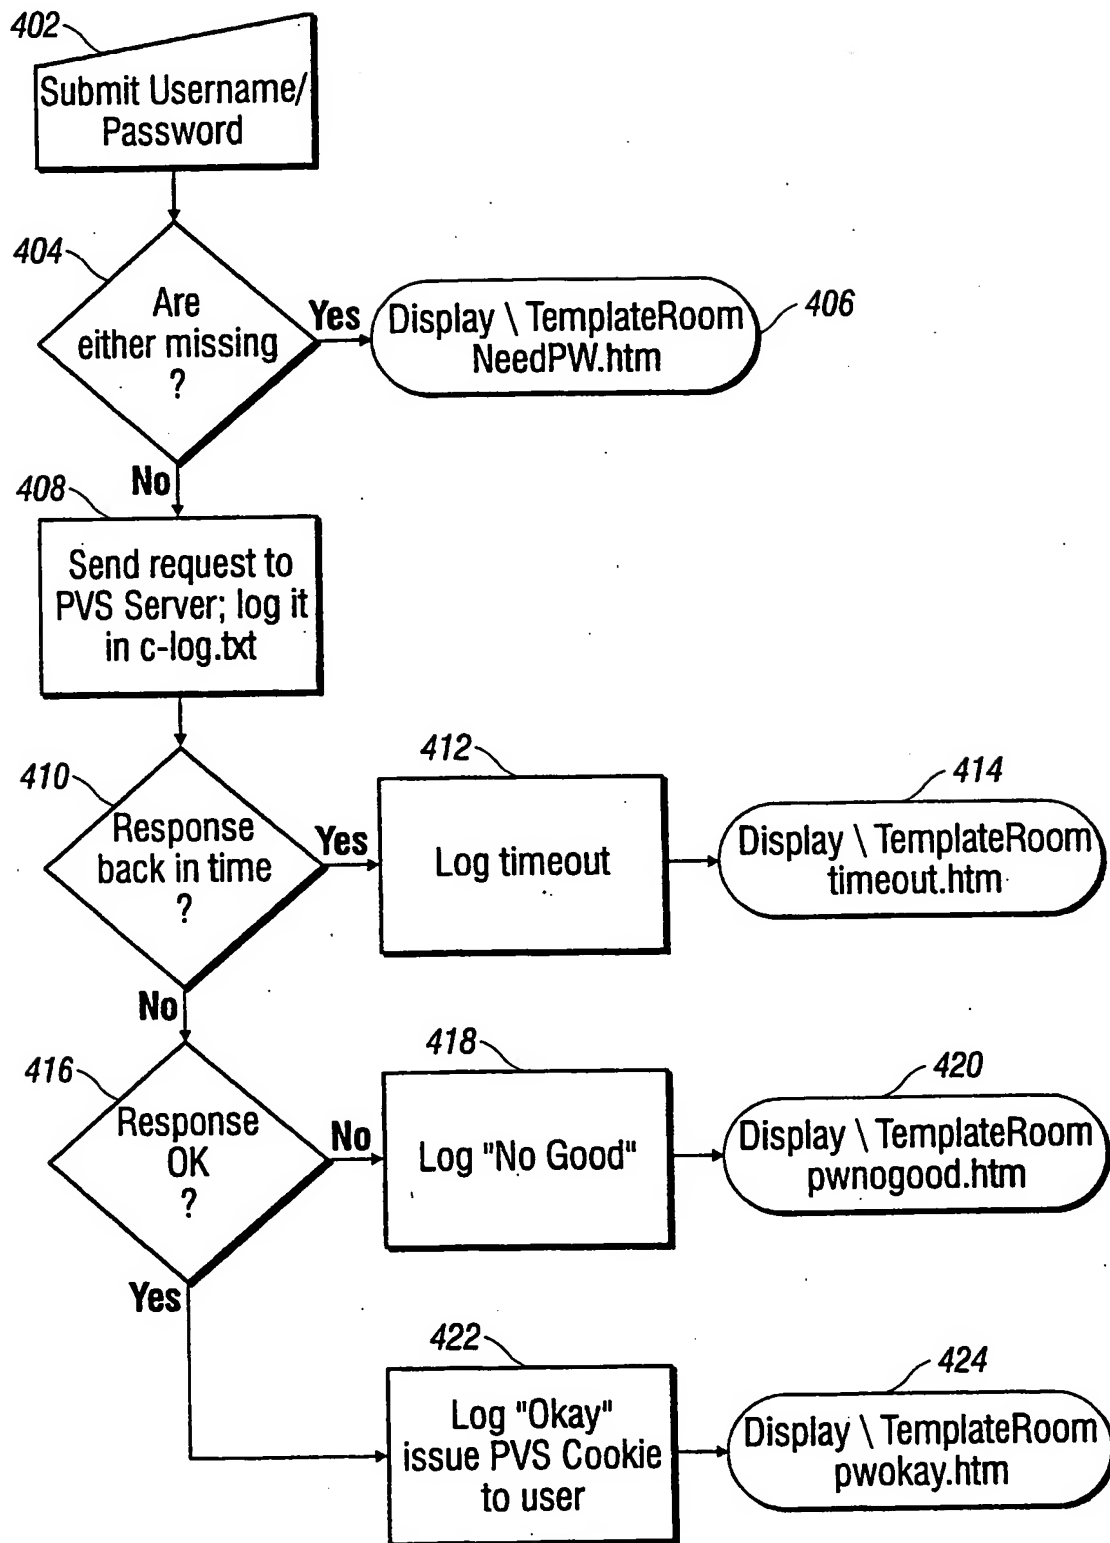 402
Submit Username/
Password
404
Are
either missing
?
Yes
Display \ TemplateRoom
NeedPW.htm
406
No
408
Send request to
PVS Server; log it
in c-log.txt
410
Response
back in time
?
Yes
412
Log timeout
414
Display \ TemplateRoom
timeout.htm
No
416
Response
OK
?
No
418
Log "No Good"
420
Display \ TemplateRoom
pwnogood.htm
Yes
422
Log "Okay"
issue PVS Cookie
to user
424
Display \ TemplateRoom
pwokay.htm